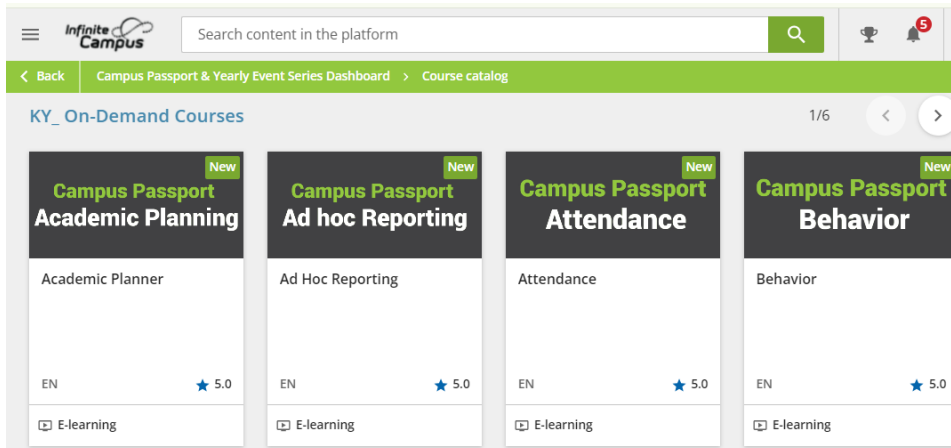 Infinite
Campus
Search content in the platform
5
Back
Campus Passport & Yearly Event Series Dashboard > Course catalog
KY_ On-Demand Courses
1/6
New
Campus Passport
Academic Planning
Academic Planner
EN
5.0
E-learning
New
Campus Passport
Ad hoc Reporting
Ad Hoc Reporting
EN
5.0
E-learning
New
Campus Passport
Attendance
Attendance
EN
5.0
E-learning
New
Campus Passport
Behavior
Behavior
EN
5.0
E-learning